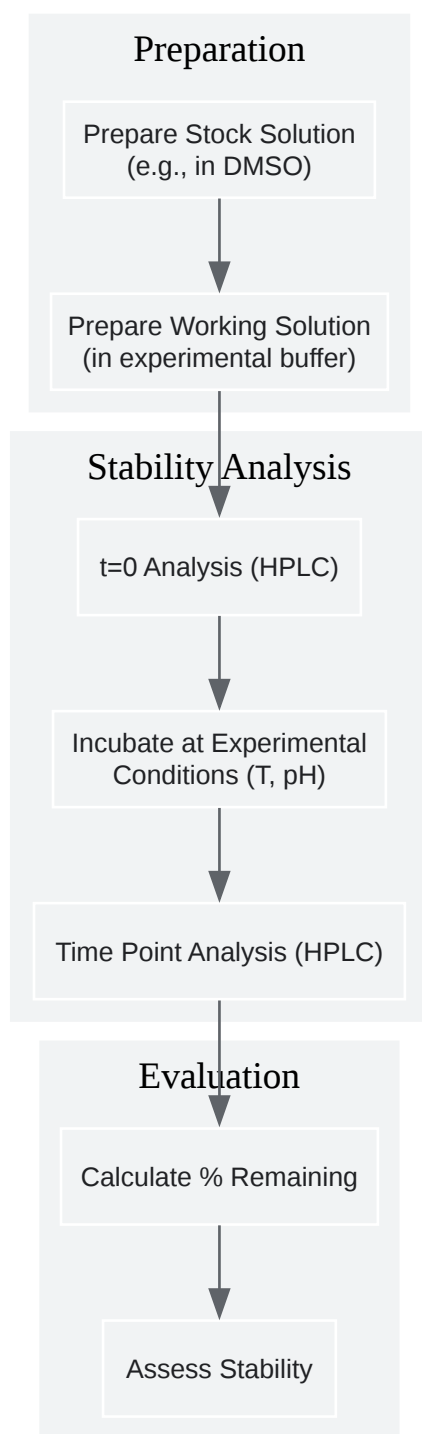 Preparation
Prepare Stock Solution
(e.g., in DMSO)
Prepare Working Solution
(in experimental buffer)
Stability Analysis
t=0 Analysis (HPLC)
Incubate at Experimental
Conditions (T, pH)
Time Point Analysis (HPLC)
Evaluation
Calculate % Remaining
Assess Stability